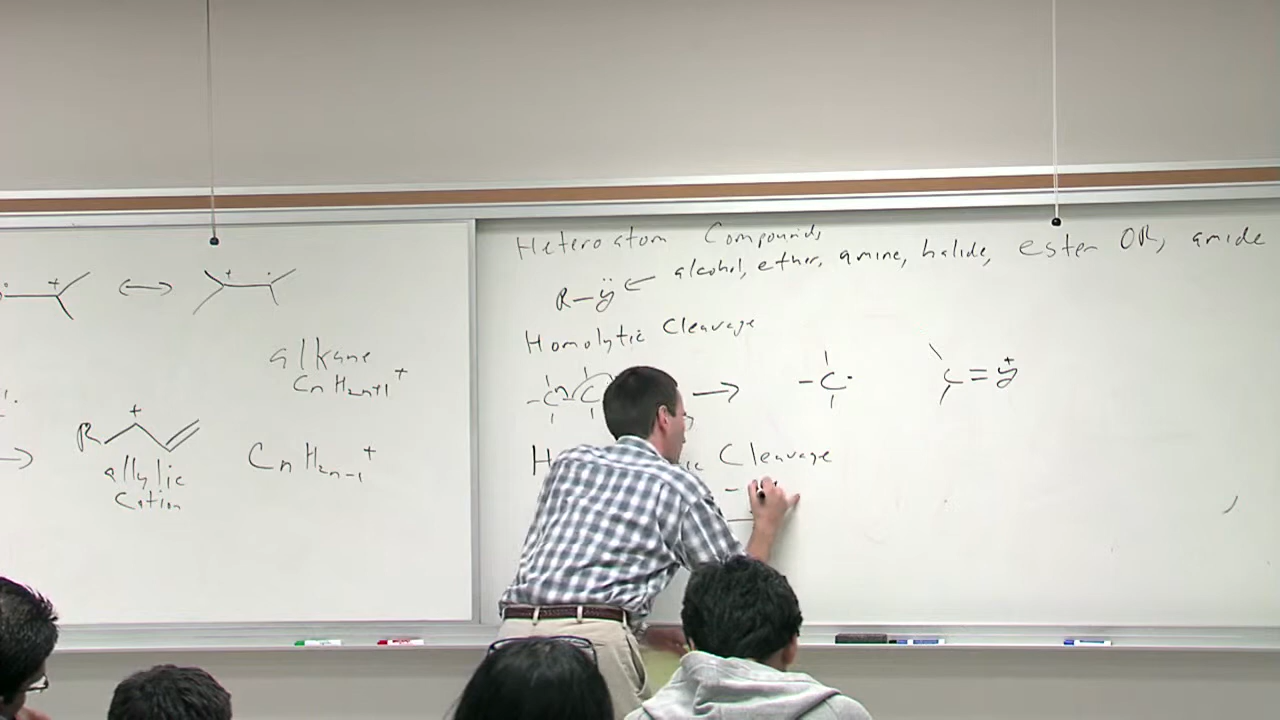 alkane
CnH2n+1+
R
allylic
Cation
CnH2n-1+
Heteroatom Compounds
R-ÿ ← alcohol, ether, amine, halide, ester OR, amide
Homolytic Cleavage
-C C → -C· C=y+
Cleavage